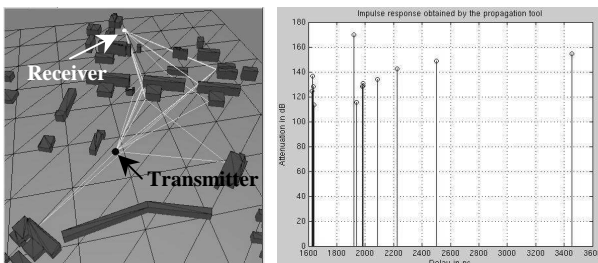 Receiver
Transmitter
Impulse response obtained by the propagation tool
Attenuation in dB
180
160
140
120
100
80
60
40
20
0
1600 1800 2000 2200 2400 2600 2800 3000 3200 3400 3600
Delay in ns